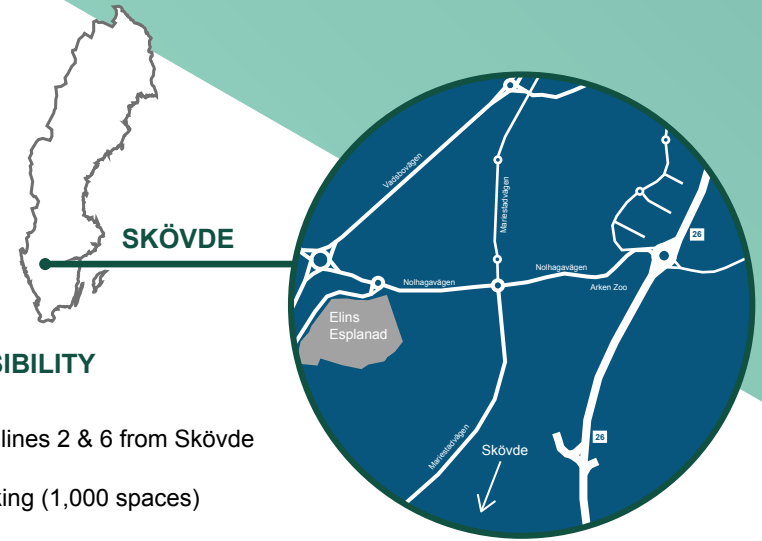 SKÖVDE
SIBILITY
lines 2 & 6 from Skövde
king (1,000 spaces)
Vadsbovägen
Mariestadvägen
26
Nolhagavägen
Nolhagavägen
Arken Zoo
Elins
Esplanad
Mariestadvägen
Skövde
26